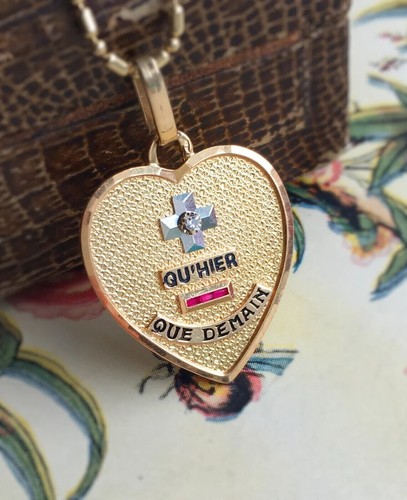 +
QU'HIER
-
QUE DEMAIN